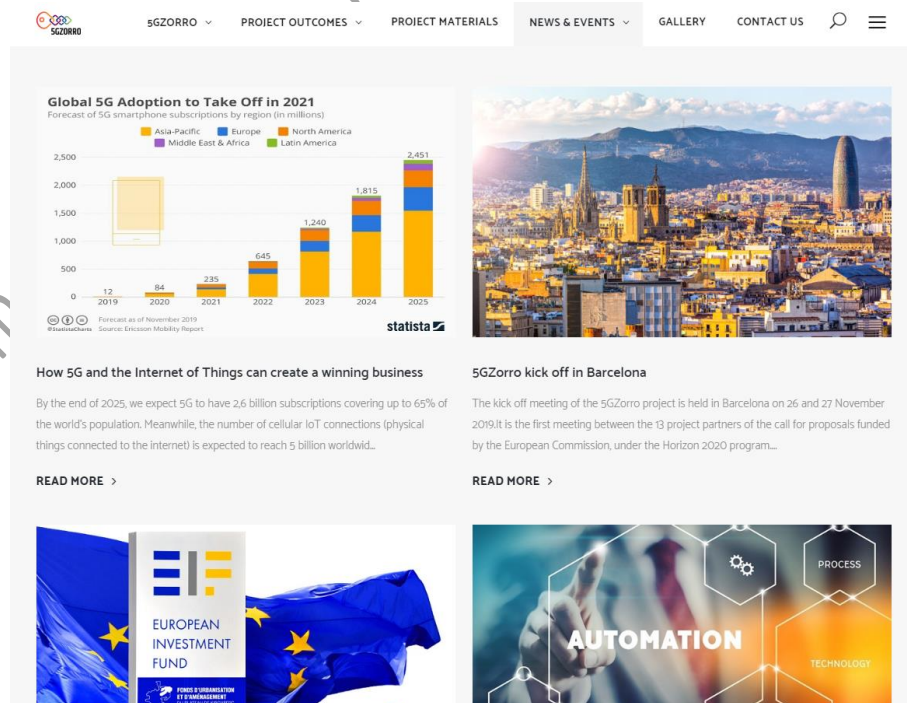 5GZORRO
5GZORRO PROJECT OUTCOMES PROJECT MATERIALS NEWS & EVENTS GALLERY CONTACT US
Global 5G Adoption to Take Off in 2021
Forecast of 5G smartphone subscriptions by region (in millions)
Asia-Pacific Europe North America
Middle East & Africa Latin America
2,500
2,000
1,500
1,000
500
0
12
84
235
645
1,240
1,815
2,451
2019 2020 2021 2022 2023 2024 2025
Forecast as of November 2019
@StatistaCharts Source: Ericsson Mobility Report
statista
How 5G and the Internet of Things can create a winning business
By the end of 2025, we expect 5G to have 2,6 billion subscriptions covering up to 65% of
the world's population. Meanwhile, the number of cellular IoT connections (physical
things connected to the internet) is expected to reach 5 billion worldwid...
READ MORE >
5GZorro kick off in Barcelona
The kick off meeting of the 5GZorro project is held in Barcelona on 26 and 27 November
2019.It is the first meeting between the 13 project partners of the call for proposals funded
by the European Commission, under the Horizon 2020 program....
READ MORE >
EIF
EUROPEAN
INVESTMENT
FUND
FONDS D'URBANISATION
ET D'AMÉNAGEMENT
PROCESS
AUTOMATION
TECHNOLOGY